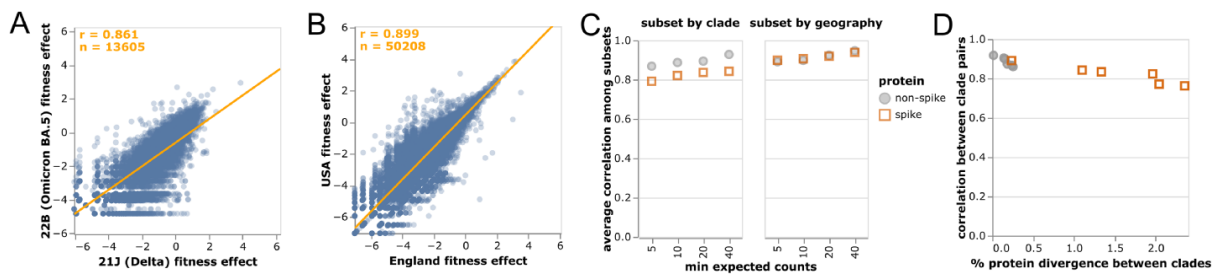 A
r = 0.861
n = 13605
22B (Omicron BA.5) fitness effect
6
4
2
0
−2
−4
−6
−6
−4
−2
0
2
4
6
21J (Delta) fitness effect
B
r = 0.899
n = 50208
USA fitness effect
6
4
2
0
−2
−4
−6
−6
−4
−2
0
2
4
6
England fitness effect
C
subset by clade
subset by geography
average correlation among subsets
1.0
0.8
0.6
0.4
0.2
0.0
5
10
20
40
5
10
20
40
min expected counts
protein
non-spike
spike
D
correlation between clade pairs
1.0
0.8
0.6
0.4
0.2
0.0
0.0
0.5
1.0
1.5
2.0
% protein divergence between clades